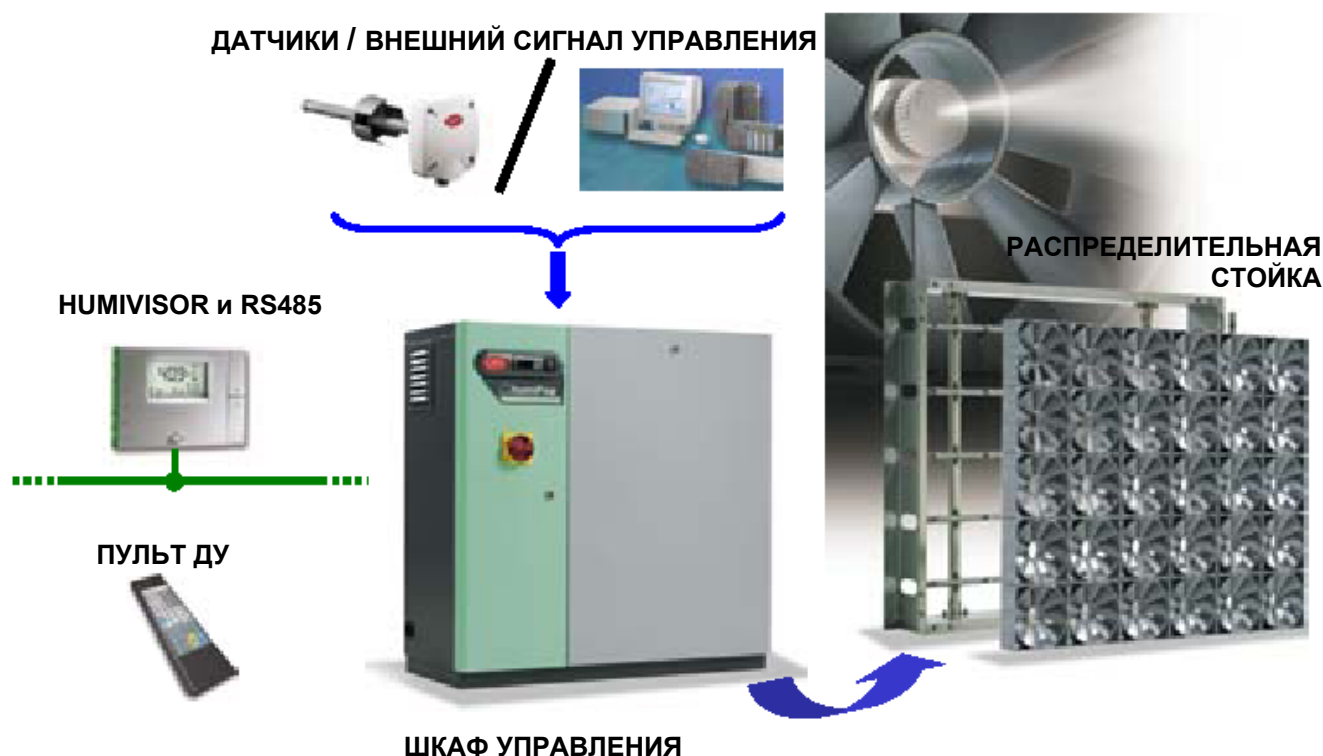 ДАТЧИКИ / ВНЕШНИЙ СИГНАЛ УПРАВЛЕНИЯ
РАСПРЕДЕЛИТЕЛЬНАЯ
СТОЙКА
HUMIVISOR и RS485
ПУЛЬТ ДУ
ШКАФ УПРАВЛЕНИЯ